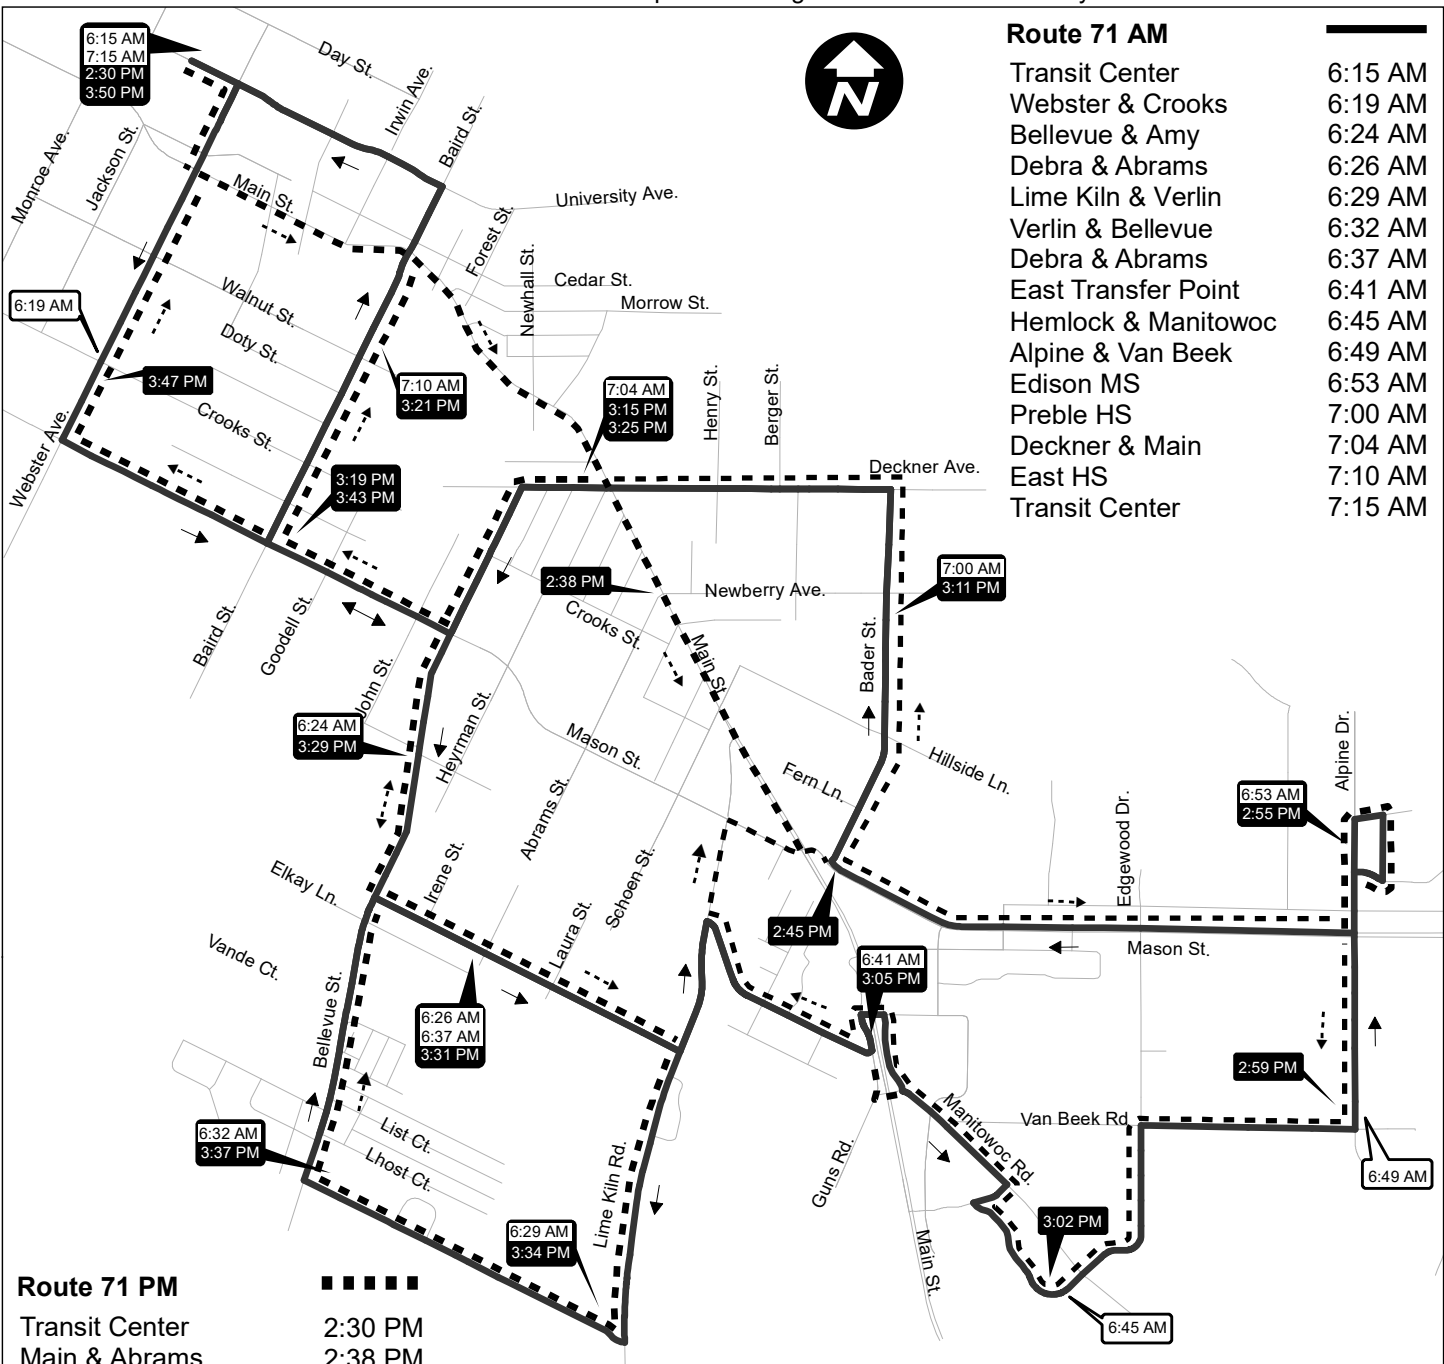 Route 71 AM
Transit Center 6:15 AM
Webster & Crooks 6:19 AM
Bellevue & Amy 6:24 AM
Debra & Abrams 6:26 AM
Lime Kiln & Verlin 6:29 AM
Verlin & Bellevue 6:32 AM
Debra & Abrams 6:37 AM
East Transfer Point 6:41 AM
Hemlock & Manitowoc 6:45 AM
Alpine & Van Beek 6:49 AM
Edison MS 6:53 AM
Preble HS 7:00 AM
Deckner & Main 7:04 AM
East HS 7:10 AM
Transit Center 7:15 AM
N
6:15 AM
7:15 AM
2:30 PM
3:50 PM
Day St.
Irwin Ave.
Baird St.
Monroe Ave.
Jackson St.
Main St.
University Ave.
Forest St.
Newhall St.
Cedar St.
Morrow St.
6:19 AM
Walnut St.
Doty St.
3:47 PM
7:10 AM
3:21 PM
Crooks St.
Webster Ave.
7:04 AM
3:15 PM
3:25 PM
Henry St.
Berger St.
Deckner Ave.
3:19 PM
3:43 PM
2:38 PM
Newberry Ave.
7:00 AM
3:11 PM
Crooks St.
Main St.
Bader St.
Baird St.
Goodell St.
John St.
Heyrman St.
6:24 AM
3:29 PM
Mason St.
Fern Ln.
Hillside Ln.
Alpine Dr.
6:53 AM
2:55 PM
Edgewood Dr.
Abrams St.
Irene St.
Schoen St.
Elkay Ln.
Laura St.
Vande Ct.
2:45 PM
Mason St.
6:41 AM
3:05 PM
Bellevue St.
6:26 AM
6:37 AM
3:31 PM
2:59 PM
Manitowoc Rd.
Van Beek Rd.
6:32 AM
3:37 PM
List Ct.
Lhost Ct.
Lime Kiln Rd.
Guns Rd.
6:49 AM
6:29 AM
3:34 PM
3:02 PM
Main St.
6:45 AM
Route 71 PM
Transit Center 2:30 PM
Main & Abrams 2:38 PM